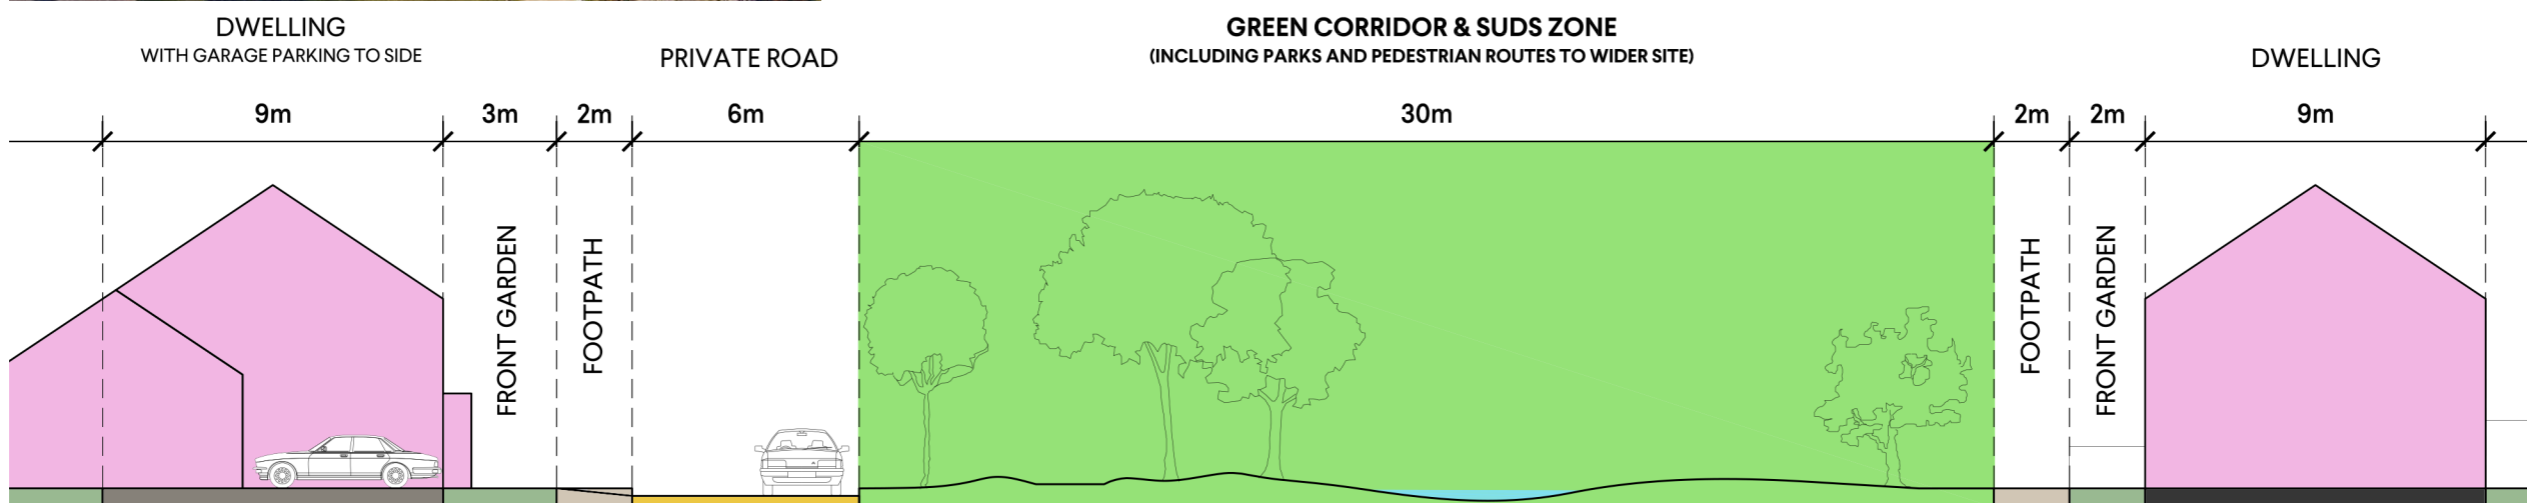 DWELLING
WITH GARAGE PARKING TO SIDE
PRIVATE ROAD
GREEN CORRIDOR & SUDS ZONE
(INCLUDING PARKS AND PEDESTRIAN ROUTES TO WIDER SITE)
DWELLING
9m
3m
2m
6m
30m
2m
2m
9m
FRONT GARDEN
FOOTPATH
FOOTPATH
FRONT GARDEN